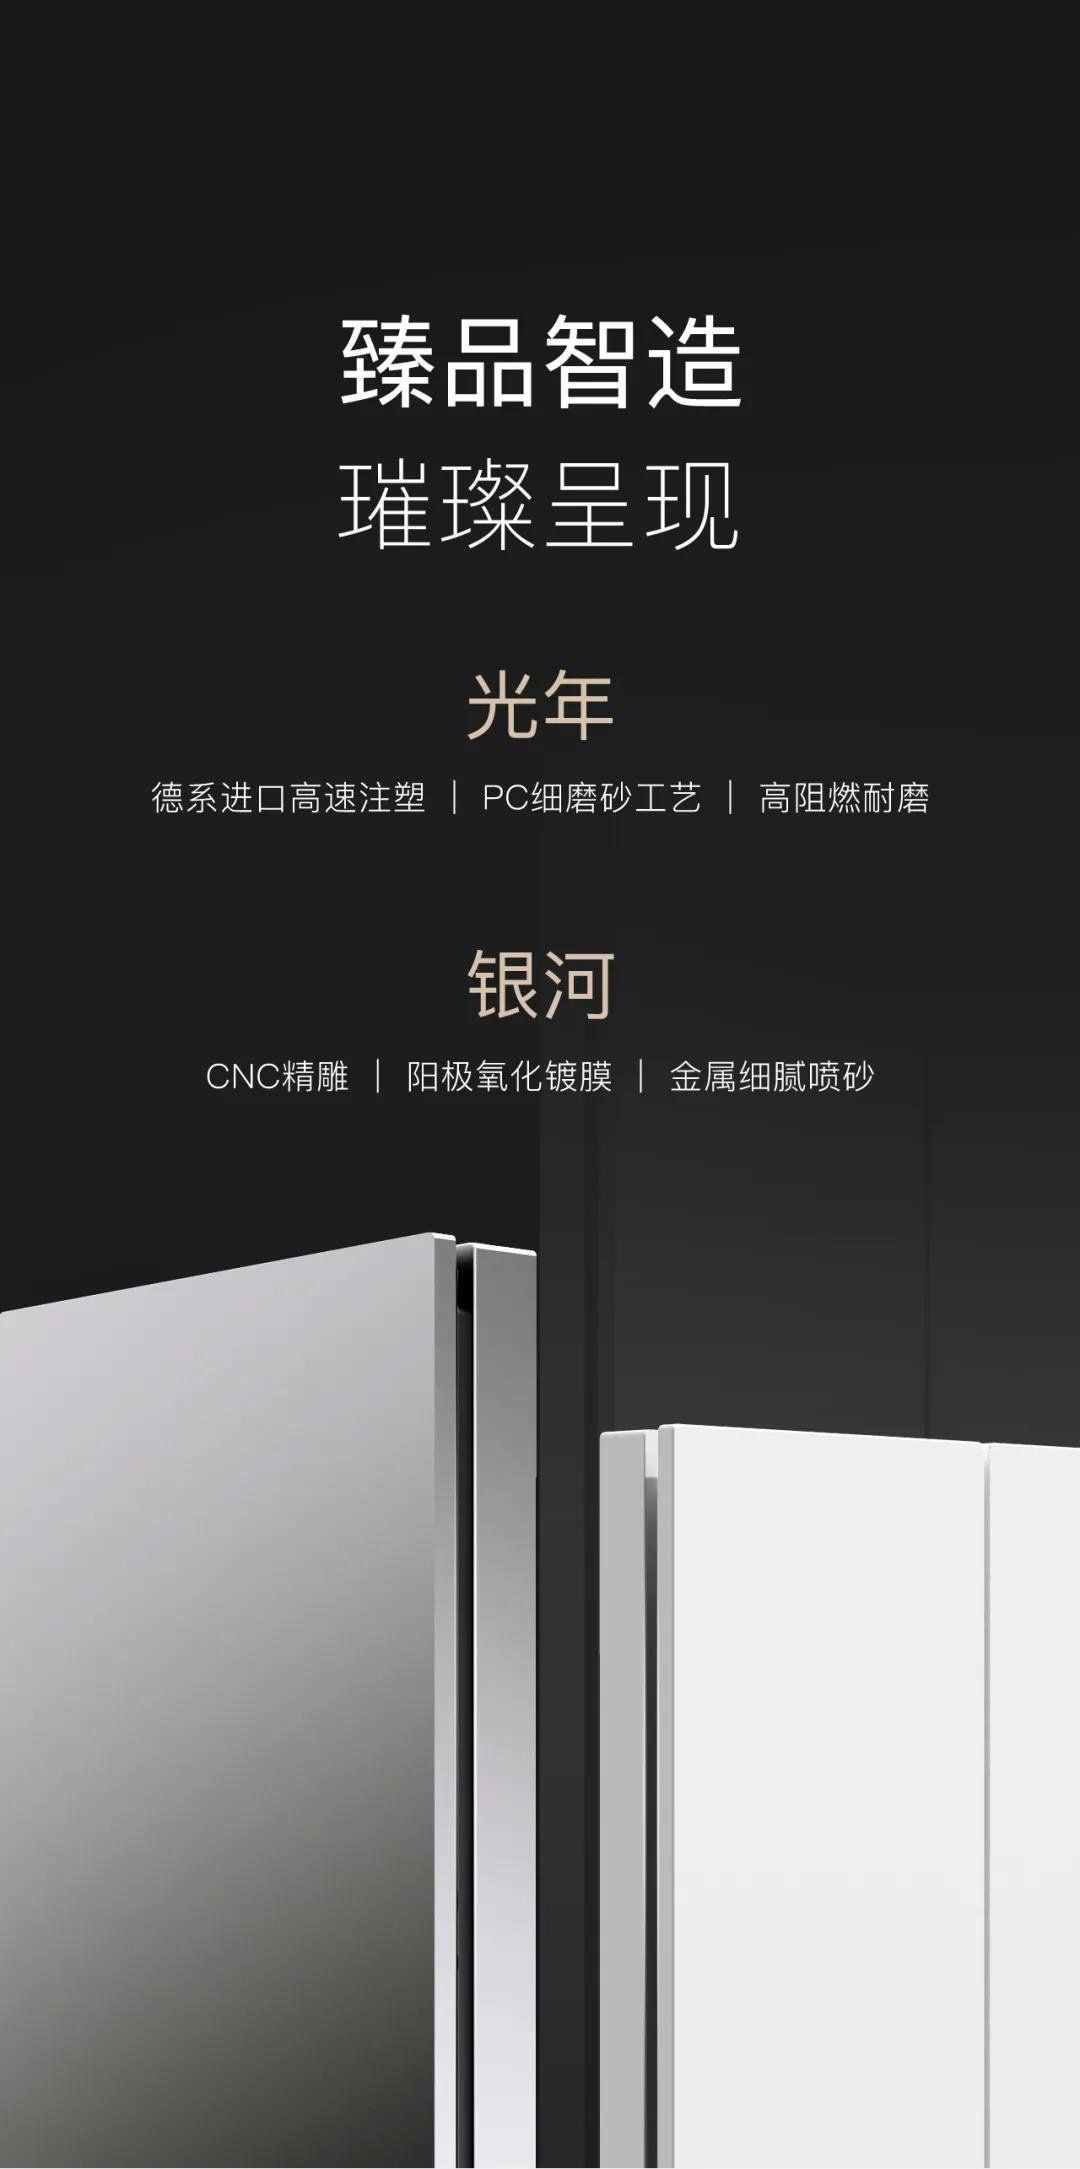 臻品智造
璀璨呈现
光年
德系进口高速注塑 | PC细磨砂工艺 | 高阻燃耐磨
银河
CNC精雕 | 阳极氧化镀膜 | 金属细腻喷砂